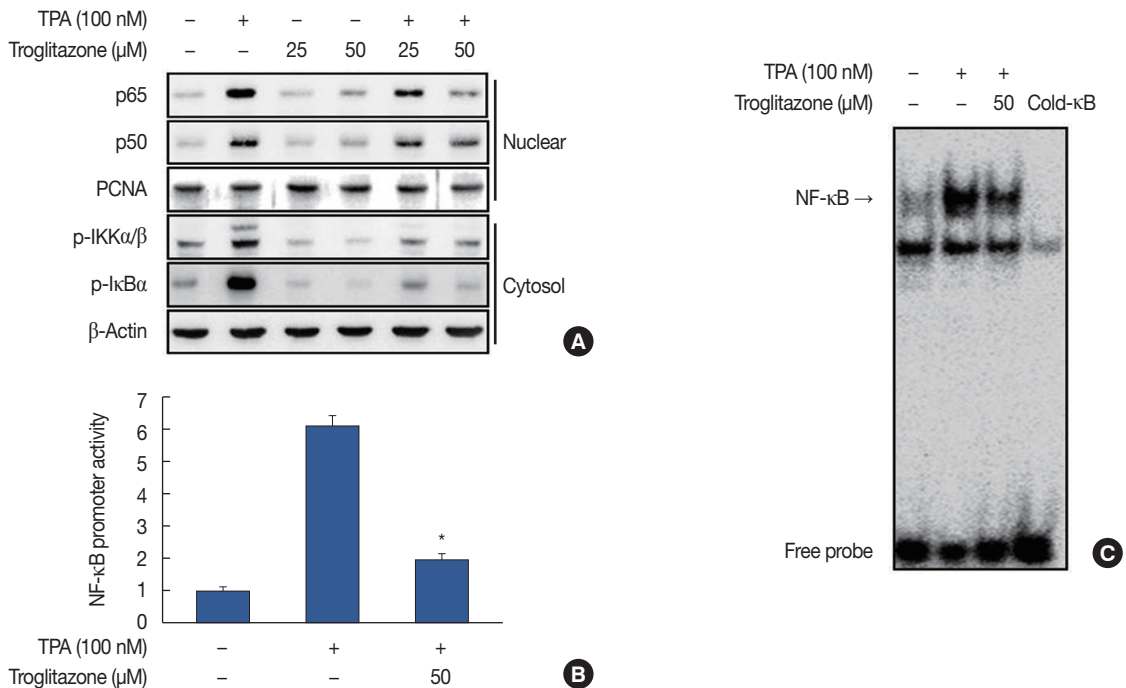 TPA (100 nM) – + – – + +
Troglitazone (μM) – – 25 50 25 50
p65
p50
Nuclear
PCNA
p-IKKα/β
p-IκBα
Cytosol
β-Actin
A
NF-κB promoter activity
7
6
5
4
3
2
1
0
*
TPA (100 nM) – + +
Troglitazone (μM) – – 50
B
TPA (100 nM) – + +
Troglitazone (μM) – – 50 Cold-κB
NF-κB →
Free probe
C